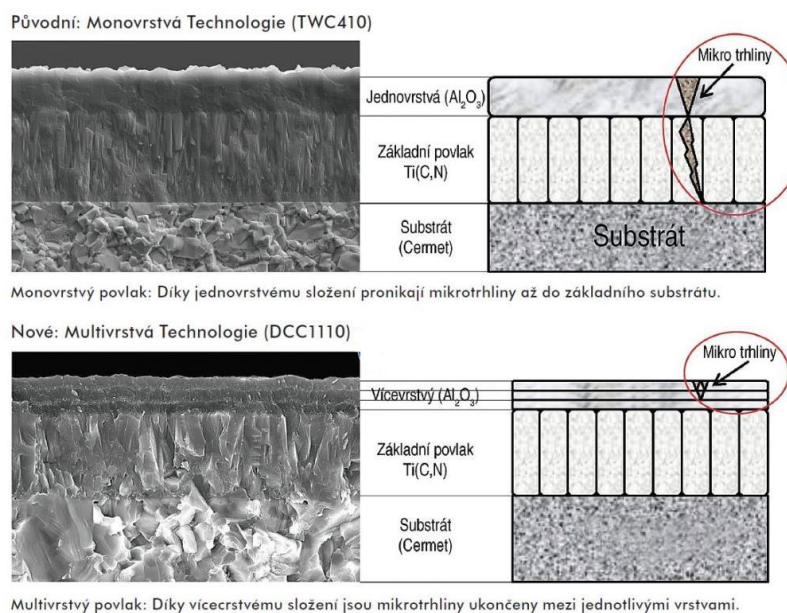 Původní: Monovrstvá Technologie (TWC410)
Mikro trhliny
Jednovrstvá (Al₂O₃)
Základní povlak
Ti(C,N)
Substrát
(Cermet)
Substrát
Monovrstvý povlak: Díky jednovrstvému složení pronikají mikrotrhliny až do základního substrátu.
Nové: Multivrstvá Technologie (DCC1110)
Mikro trhliny
Vícevrstvý (Al₂O₃)
Základní povlak
Ti(C,N)
Substrát
(Cermet)
Multivrstvý povlak: Díky vícecrstvému složení jsou mikrotrhliny ukončeny mezi jednotlivými vrstvami.